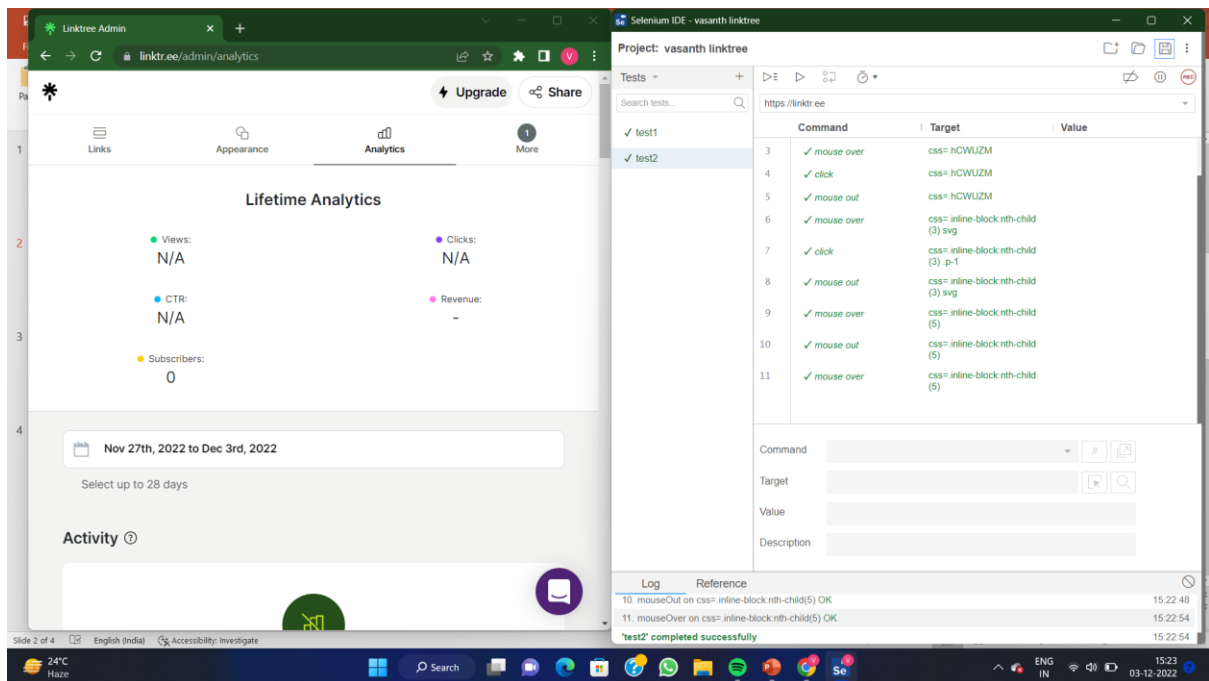 Linktree Admin
linktr.ee/admin/analytics
V
Upgrade
Share
Links
Appearance
Analytics
1
More
Lifetime Analytics
Views:
N/A
Clicks:
N/A
CTR:
N/A
Revenue:
-
Subscribers:
0
Nov 27th, 2022 to Dec 3rd, 2022
Select up to 28 days
Activity
1
2
3
4
Slide 2 of 4
English (India)
Accessibility: Investigate
Se Selenium IDE - vasanth linktree
Project: vasanth linktree
Tests
REC
Search tests...
https://linktr.ee
✓ test1
✓ test2
Command Target Value
3 ✓ mouse over css=.hCWUZM
4 ✓ click css=.hCWUZM
5 ✓ mouse out css=.hCWUZM
6 ✓ mouse over css=.inline-block:nth-child
(3) svg
7 ✓ click css=.inline-block:nth-child
(3) .p-1
8 ✓ mouse out css=.inline-block:nth-child
(3) svg
9 ✓ mouse over css=.inline-block:nth-child
(5)
10 ✓ mouse out css=.inline-block:nth-child
(5)
11 ✓ mouse over css=.inline-block:nth-child
(5)
Command
//
Target
Value
Description
Log Reference
10. mouseOut on css=.inline-block:nth-child(5) OK 15:22:48
11. mouseOver on css=.inline-block:nth-child(5) OK 15:22:54
'test2' completed successfully 15:22:54
24°C
Haze
Search
V
Se
V
ENG
IN
15:23
03-12-2022